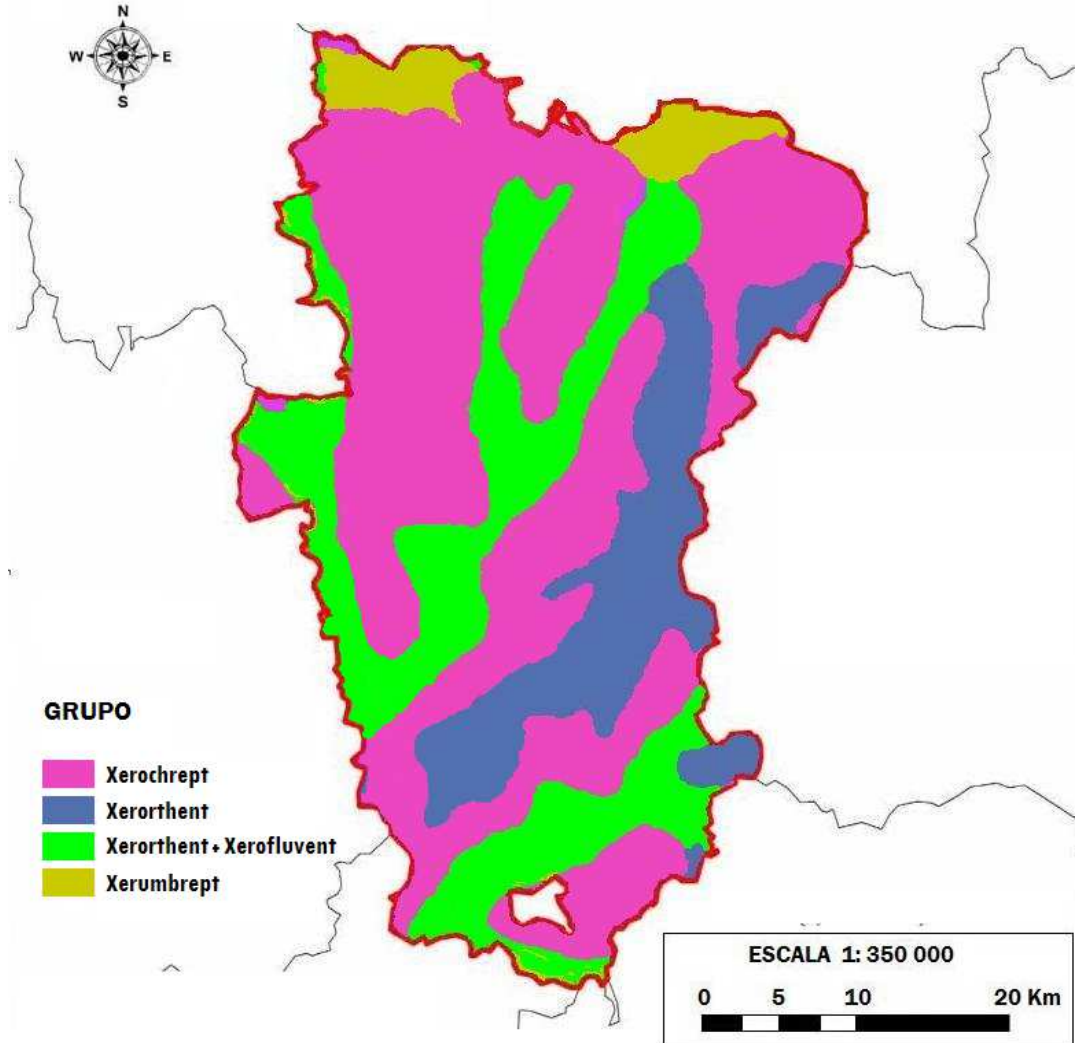 N
W E
S
GRUPO
Xerochrept
Xerorthent
Xerorthent + Xerofluvent
Xerumbrept
ESCALA 1: 350 000
0 5 10 20 Km